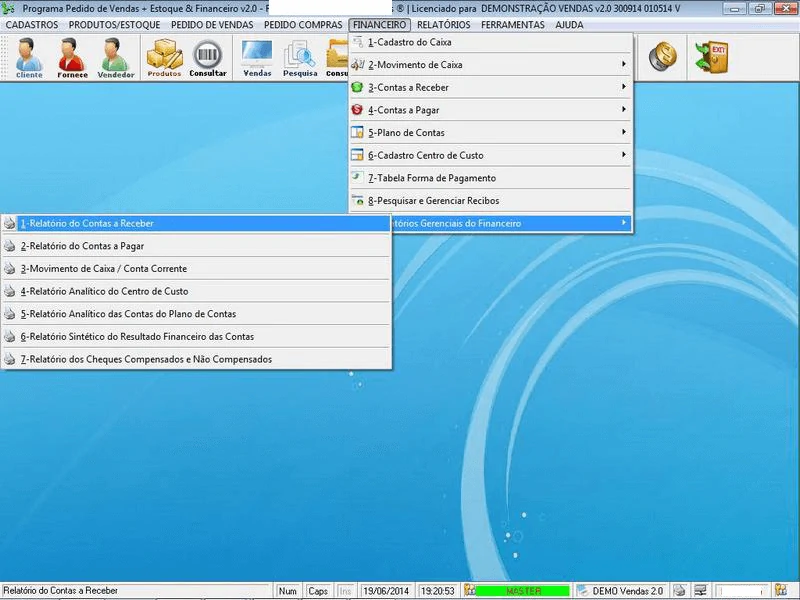 Programa Pedido de Vendas + Estoque & Financeiro v2.0 - F ® | Licenciado para DEMONSTRAÇÃO VENDAS v2.0 300914 010514 V
CADASTROS PRODUTOS/ESTOQUE PEDIDO DE VENDAS PEDIDO COMPRAS FINANCEIRO RELATÓRIOS FERRAMENTAS AJUDA
Cliente Fornece Vendedor Produtos Consultar Vendas Pesquisa Consu
EXIT
1-Cadastro do Caixa
2-Movimento de Caixa
3-Contas a Receber
4-Contas a Pagar
5-Plano de Contas
6-Cadastro Centro de Custo
7-Tabela Forma de Pagamento
8-Pesquisar e Gerenciar Recibos
tórios Gerenciais do Financeiro
1-Relatório do Contas a Receber
2-Relatório do Contas a Pagar
3-Movimento de Caixa / Conta Corrente
4-Relatório Analítico do Centro de Custo
5-Relatório Analítico das Contas do Plano de Contas
6-Relatório Sintético do Resultado Financeiro das Contas
7-Relatório dos Cheques Compensados e Não Compensados
Relatório do Contas a Receber Num Caps Ins 19/06/2014 19:20:53 MASTER DEMO Vendas 2.0